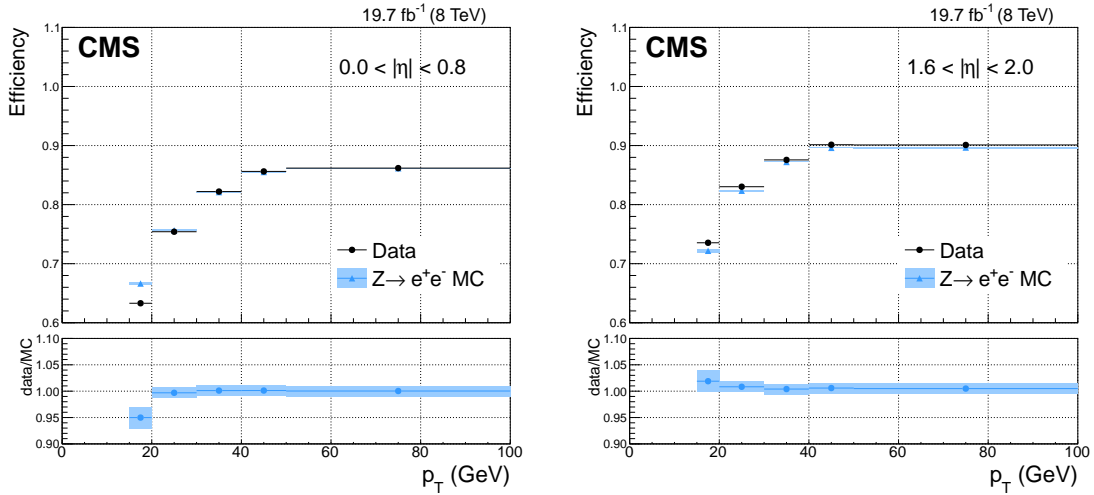 19.7 fb⁻¹ (8 TeV)
CMS
0.0 < |η| < 0.8
Efficiency
1.1
1.0
0.9
0.8
0.7
0.6
Data
Z→ e⁺e⁻ MC
data/MC
1.10
1.05
1.00
0.95
0.90
0 20 40 60 80 100
p_T (GeV)
19.7 fb⁻¹ (8 TeV)
CMS
1.6 < |η| < 2.0
Efficiency
1.1
1.0
0.9
0.8
0.7
0.6
Data
Z→ e⁺e⁻ MC
data/MC
1.10
1.05
1.00
0.95
0.90
0 20 40 60 80 100
p_T (GeV)